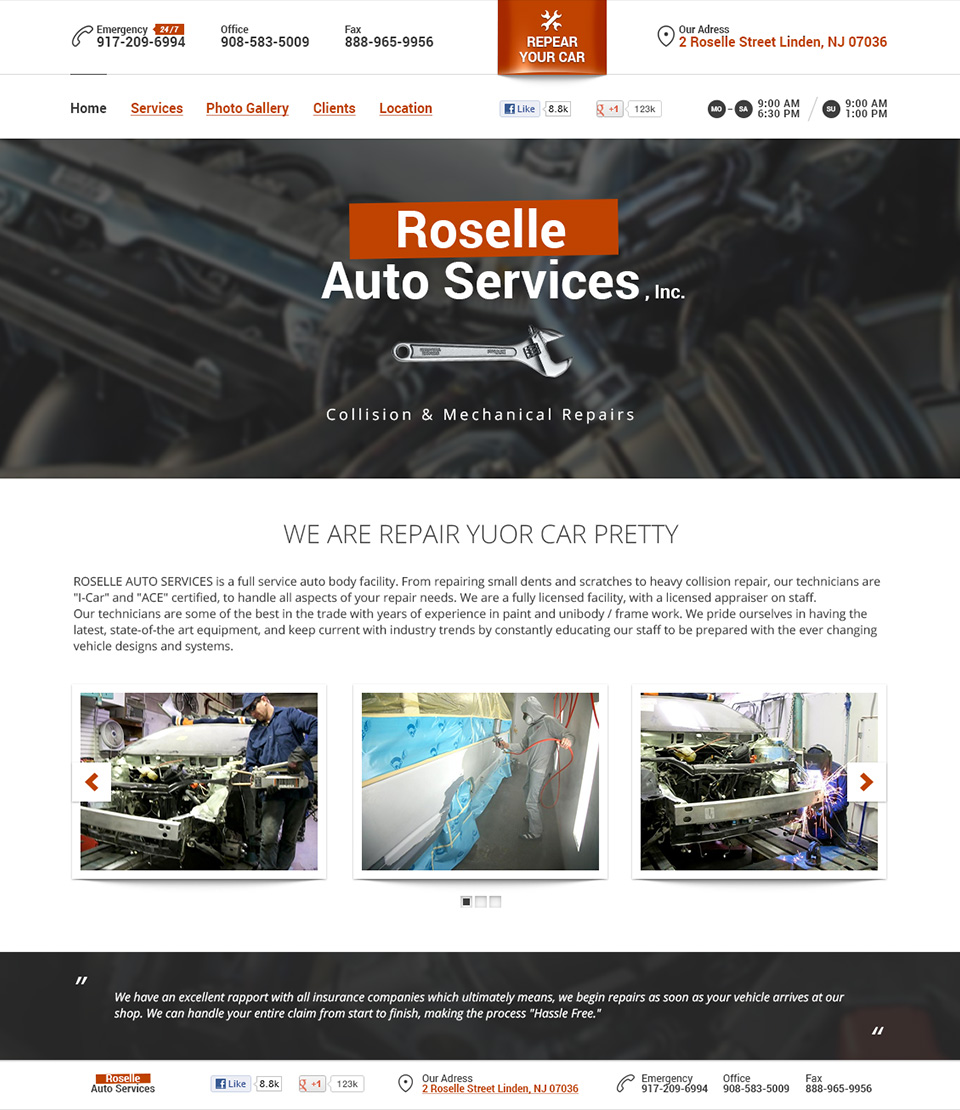 Emergency 24/7
917-209-6994
Office
908-583-5009
Fax
888-965-9956
REPEAR
YOUR CAR
Our Adress
2 Roselle Street Linden, NJ 07036
Home Services Photo Gallery Clients Location
Like 8.8k +1 123k
MO - SA 9:00 AM
6:30 PM
SU 9:00 AM
1:00 PM
Roselle
Auto Services , Inc.
Collision & Mechanical Repairs
WE ARE REPAIR YUOR CAR PRETTY
ROSELLE AUTO SERVICES is a full service auto body facility. From repairing small dents and scratches to heavy collision repair, our technicians are
"I-Car" and "ACE" certified, to handle all aspects of your repair needs. We are a fully licensed facility, with a licensed appraiser on staff.
Our technicians are some of the best in the trade with years of experience in paint and unibody / frame work. We pride ourselves in having the
latest, state-of-the art equipment, and keep current with industry trends by constantly educating our staff to be prepared with the ever changing
vehicle designs and systems.
"
We have an excellent rapport with all insurance companies which ultimately means, we begin repairs as soon as your vehicle arrives at our
shop. We can handle your entire claim from start to finish, making the process "Hassle Free."
"
Roselle
Auto Services
Like 8.8k +1 123k
Our Adress
2 Roselle Street Linden, NJ 07036
Emergency
917-209-6994
Office
908-583-5009
Fax
888-965-9956